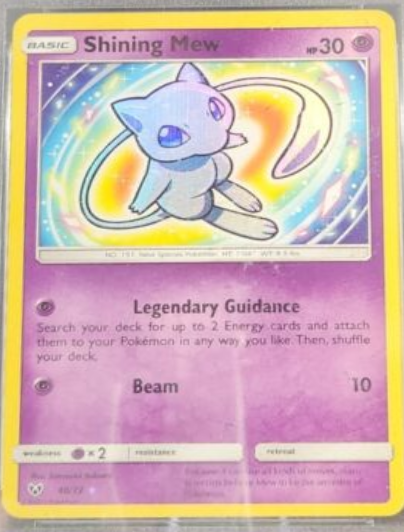 BASIC Shining Mew HP 30
NO. 151 New Species Pokémon HT: 1'04" WT: 8.8 lbs.
Legendary Guidance
Search your deck for up to 2 Energy cards and attach
them to your Pokémon in any way you like. Then, shuffle
your deck.
Beam 10
weakness × 2 resistance retreat